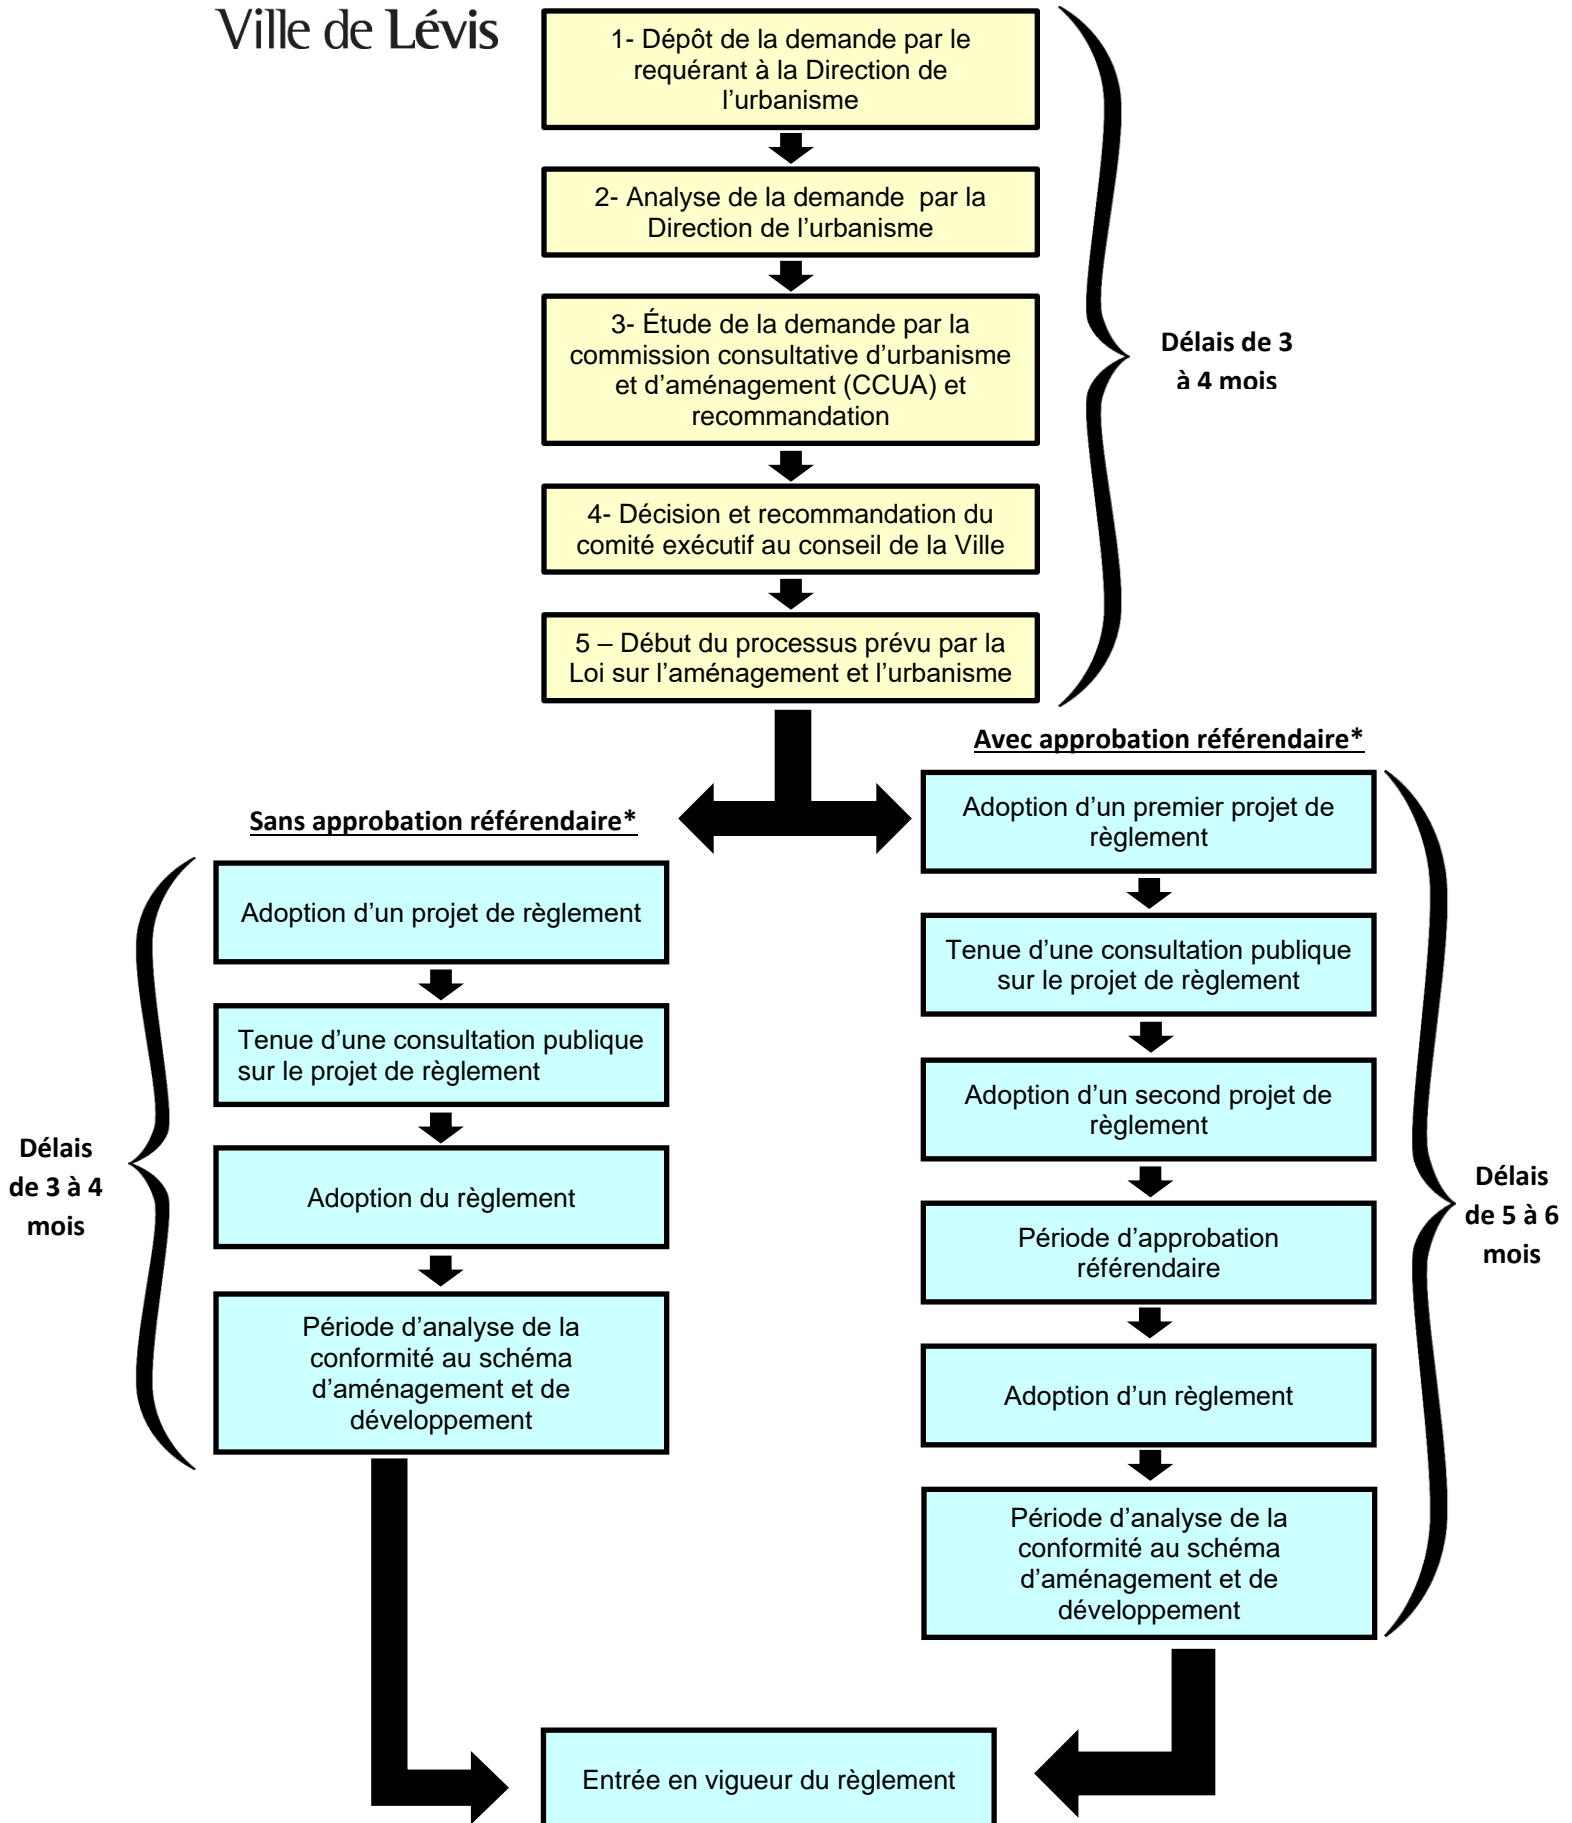 Ville de Lévis
1- Dépôt de la demande par le
requérant à la Direction de
l'urbanisme
2- Analyse de la demande par la
Direction de l'urbanisme
3- Étude de la demande par la
commission consultative d'urbanisme
et d'aménagement (CCUA) et
recommandation
4- Décision et recommandation du
comité exécutif au conseil de la Ville
5 – Début du processus prévu par la
Loi sur l'aménagement et l'urbanisme
Délais de 3
à 4 mois
Sans approbation référendaire*
Adoption d'un projet de règlement
Tenue d'une consultation publique
sur le projet de règlement
Adoption du règlement
Période d'analyse de la
conformité au schéma
d'aménagement et de
développement
Délais
de 3 à 4
mois
Avec approbation référendaire*
Adoption d'un premier projet de
règlement
Tenue d'une consultation publique
sur le projet de règlement
Adoption d'un second projet de
règlement
Période d'approbation
référendaire
Adoption d'un règlement
Période d'analyse de la
conformité au schéma
d'aménagement et de
développement
Délais
de 5 à 6
mois
Entrée en vigueur du règlement